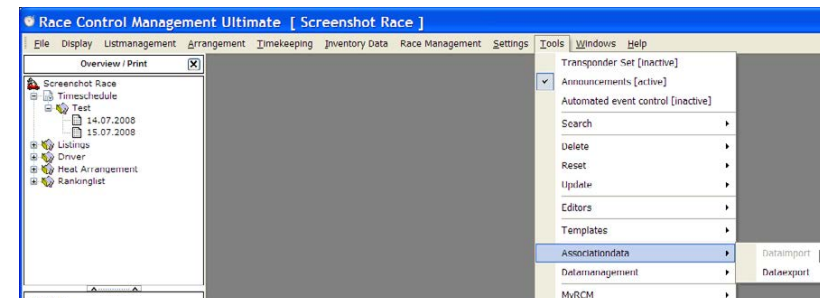 Race Control Management Ultimate [ Screenshot Race ]
File Display Listmanagement Arrangement Timekeeping Inventory Data Race Management Settings Tools Windows Help
Overview / Print X
Screenshot Race
Timeschedule
Test
14.07.2008
15.07.2008
Listings
Driver
Heat Arrangement
Rankinglist
Transponder Set [inactive]
Announcements [active]
Automated event control [inactive]
Search
Delete
Reset
Update
Editors
Templates
Associationdata
Datamanagement
MyRCM
Dataimport
Dataexport